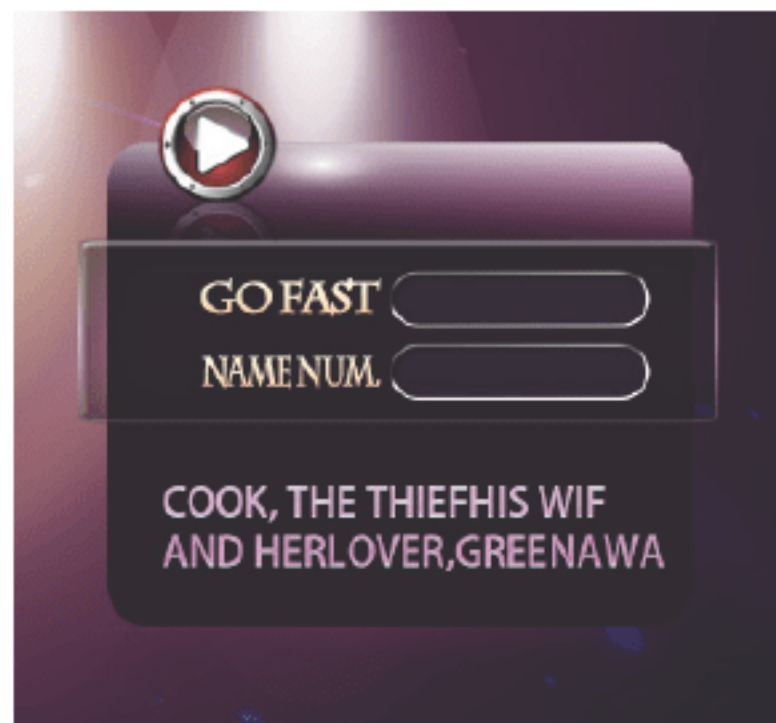 GO FAST
NAME NUM.
COOK, THE THIEFHIS WIF
AND HERLOVER,GREENAWA